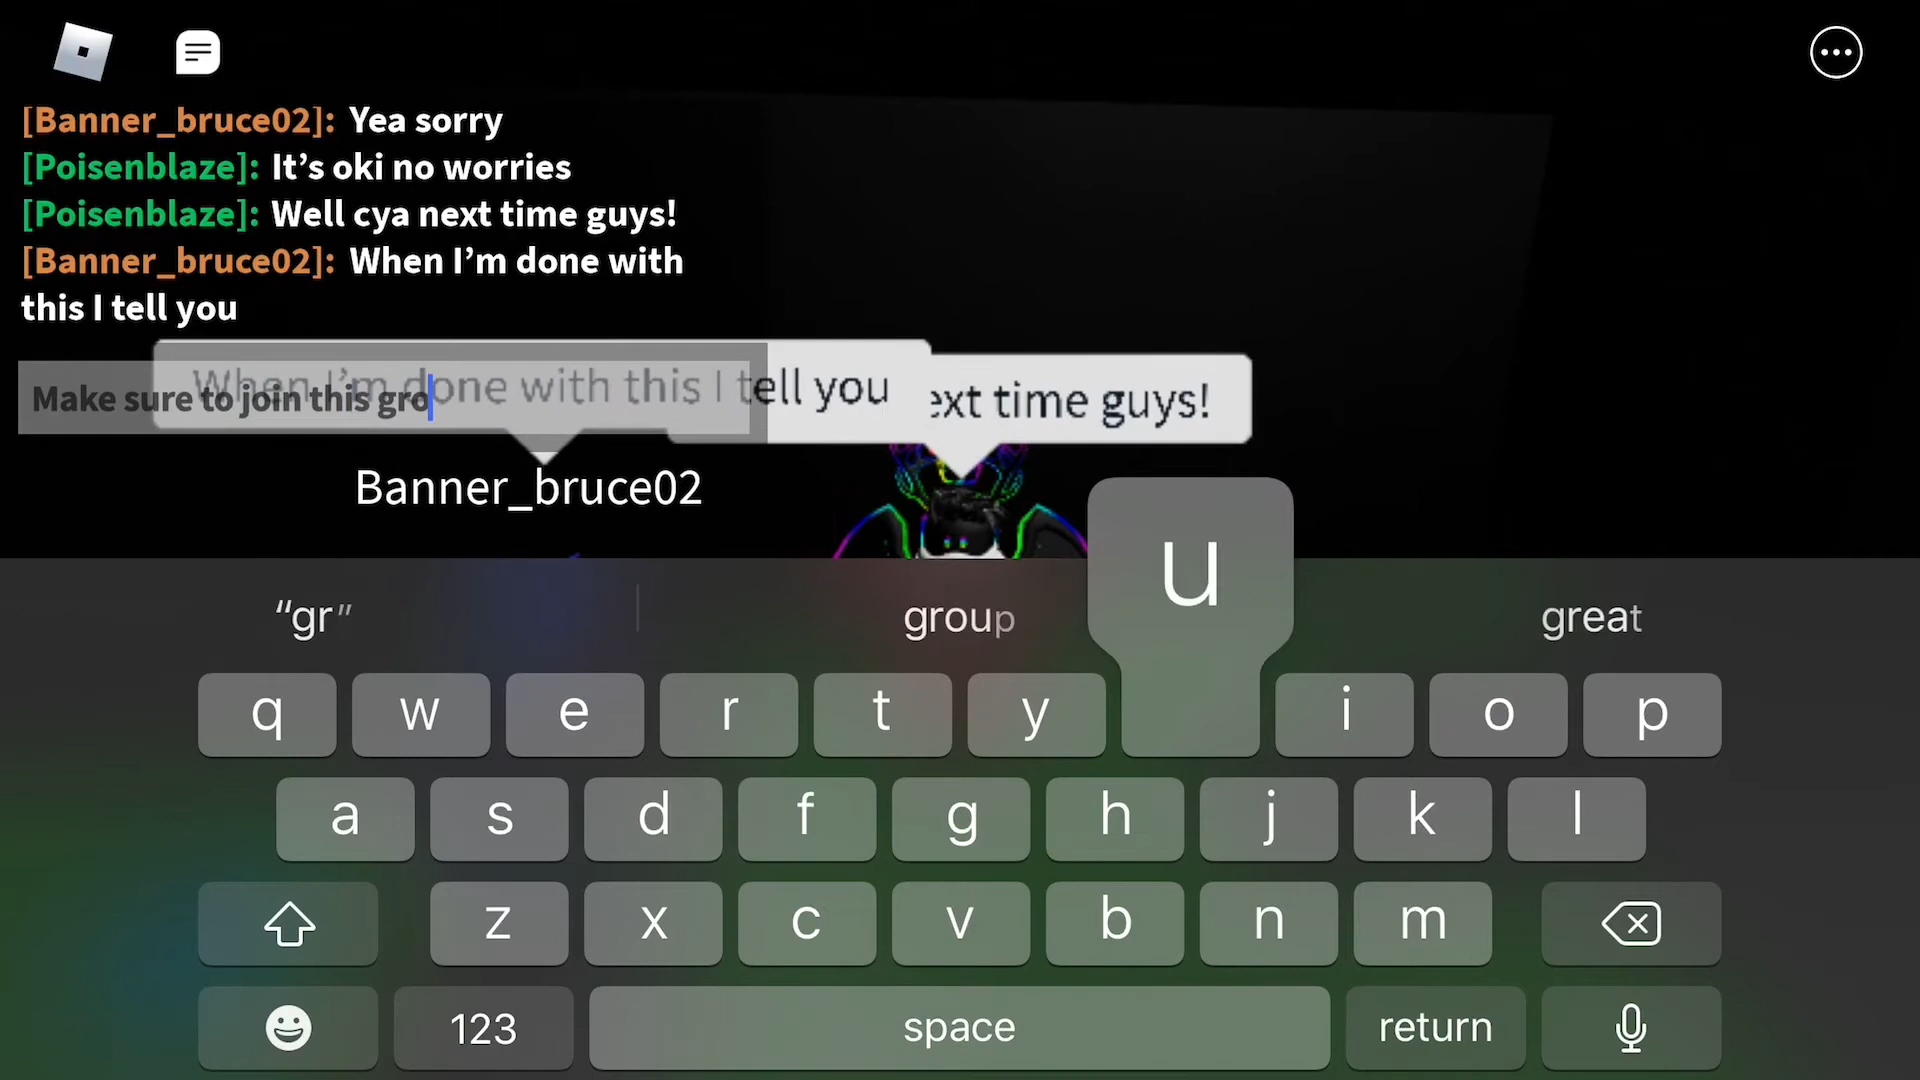 [Banner_bruce02]: Yea sorry
[Poisenblaze]: It’s oki no worries
[Poisenblaze]: Well cya next time guys!
[Banner_bruce02]: When I’m done with
this I tell you
When I’m done with this I tell you
ext time guys!
Make sure to join this gro
Banner_bruce02
u
“gr” group great
q w e r t y i o p
a s d f g h j k l
z x c v b n m
123 space return